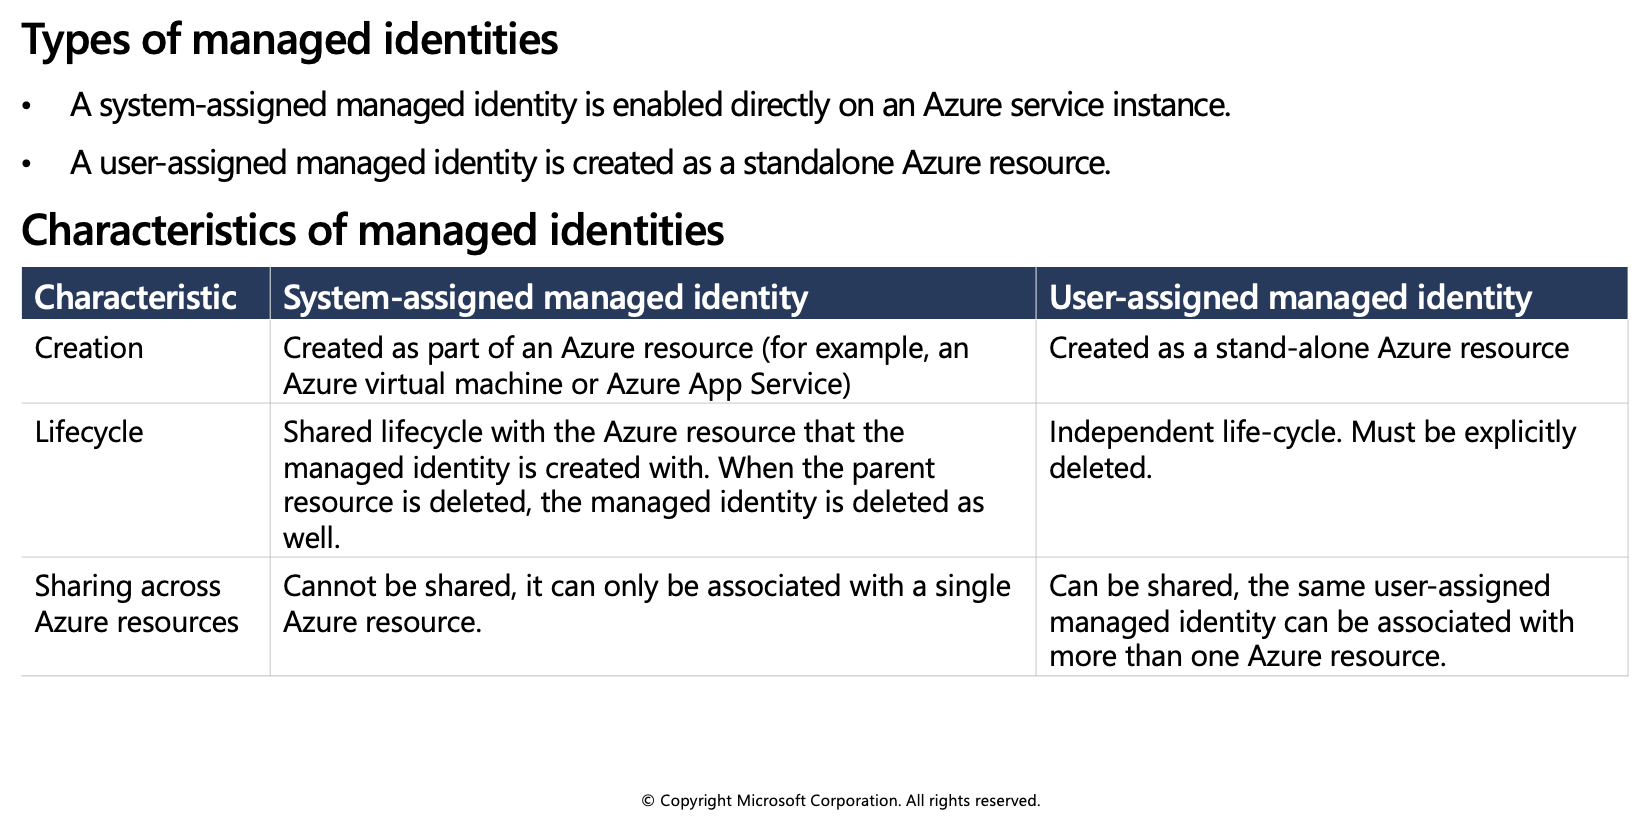 Types of managed identities
• A system-assigned managed identity is enabled directly on an Azure service instance.
• A user-assigned managed identity is created as a standalone Azure resource.
Characteristics of managed identities
Characteristic
System-assigned managed identity
User-assigned managed identity
Creation
Created as part of an Azure resource (for example, an
Azure virtual machine or Azure App Service)
Created as a stand-alone Azure resource
Lifecycle
Shared lifecycle with the Azure resource that the
managed identity is created with. When the parent
resource is deleted, the managed identity is deleted as
well.
Independent life-cycle. Must be explicitly
deleted.
Sharing across
Azure resources
Cannot be shared, it can only be associated with a single
Azure resource.
Can be shared, the same user-assigned
managed identity can be associated with
more than one Azure resource.
© Copyright Microsoft Corporation. All rights reserved.